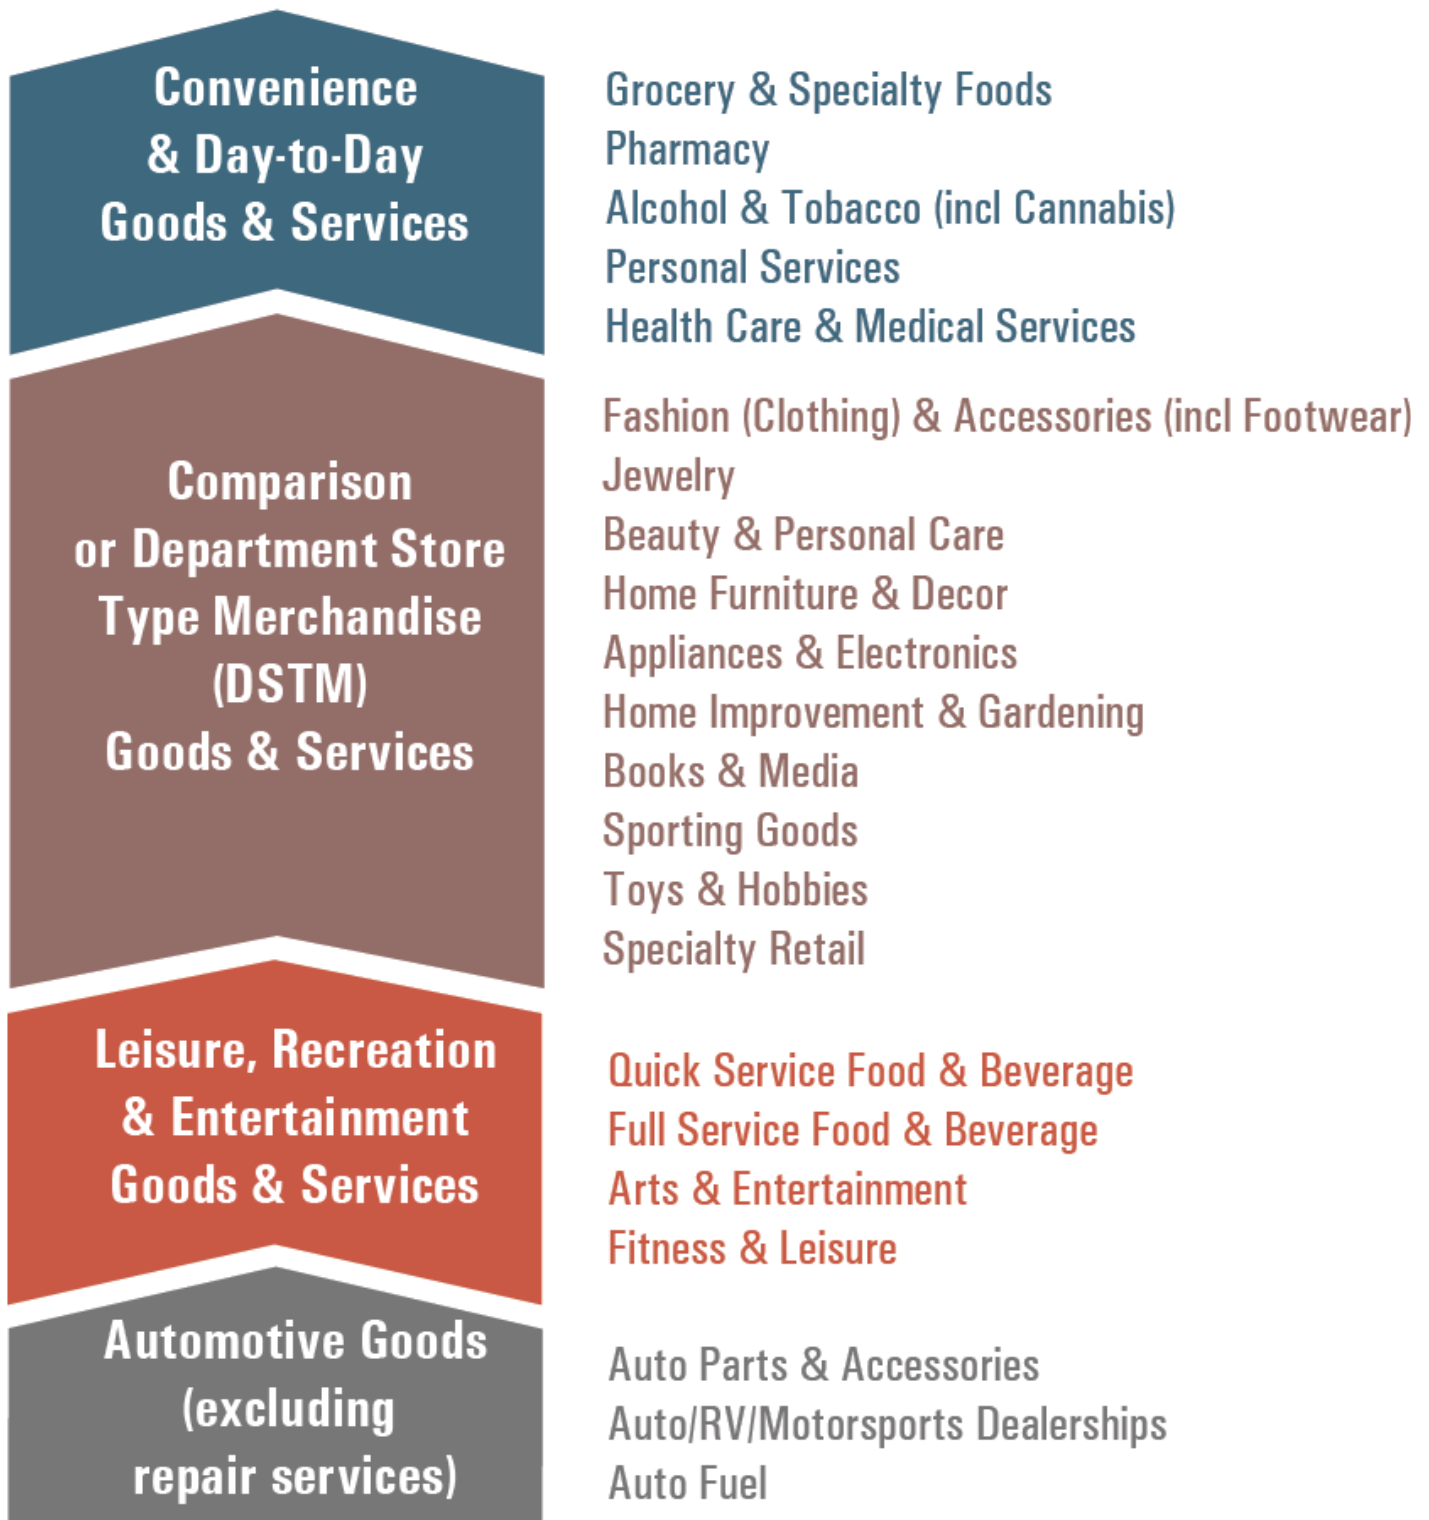 Convenience
& Day-to-Day
Goods & Services
Grocery & Specialty Foods
Pharmacy
Alcohol & Tobacco (incl Cannabis)
Personal Services
Health Care & Medical Services
Comparison
or Department Store
Type Merchandise
(DSTM)
Goods & Services
Fashion (Clothing) & Accessories (incl Footwear)
Jewelry
Beauty & Personal Care
Home Furniture & Decor
Appliances & Electronics
Home Improvement & Gardening
Books & Media
Sporting Goods
Toys & Hobbies
Specialty Retail
Leisure, Recreation
& Entertainment
Goods & Services
Quick Service Food & Beverage
Full Service Food & Beverage
Arts & Entertainment
Fitness & Leisure
Automotive Goods
(excluding
repair services)
Auto Parts & Accessories
Auto/RV/Motorsports Dealerships
Auto Fuel